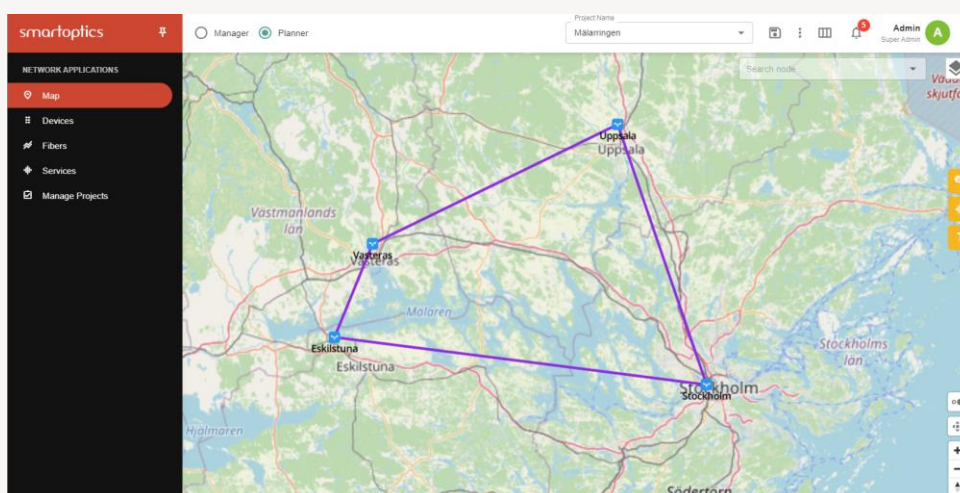 smartoptics
Manager
Planner
Project Name
Mälarringen
5
Admin
Super Admin
A
NETWORK APPLICATIONS
Map
Devices
Fibers
Services
Manage Projects
Search node
Uppsala
Uppsala
Västmanlands
län
Vasteras
Västerås
Mälaren
Eskilstuna
Eskilstuna
Stockholms
län
Stockholm
Stockholm
Hjälmaren
Södertörn